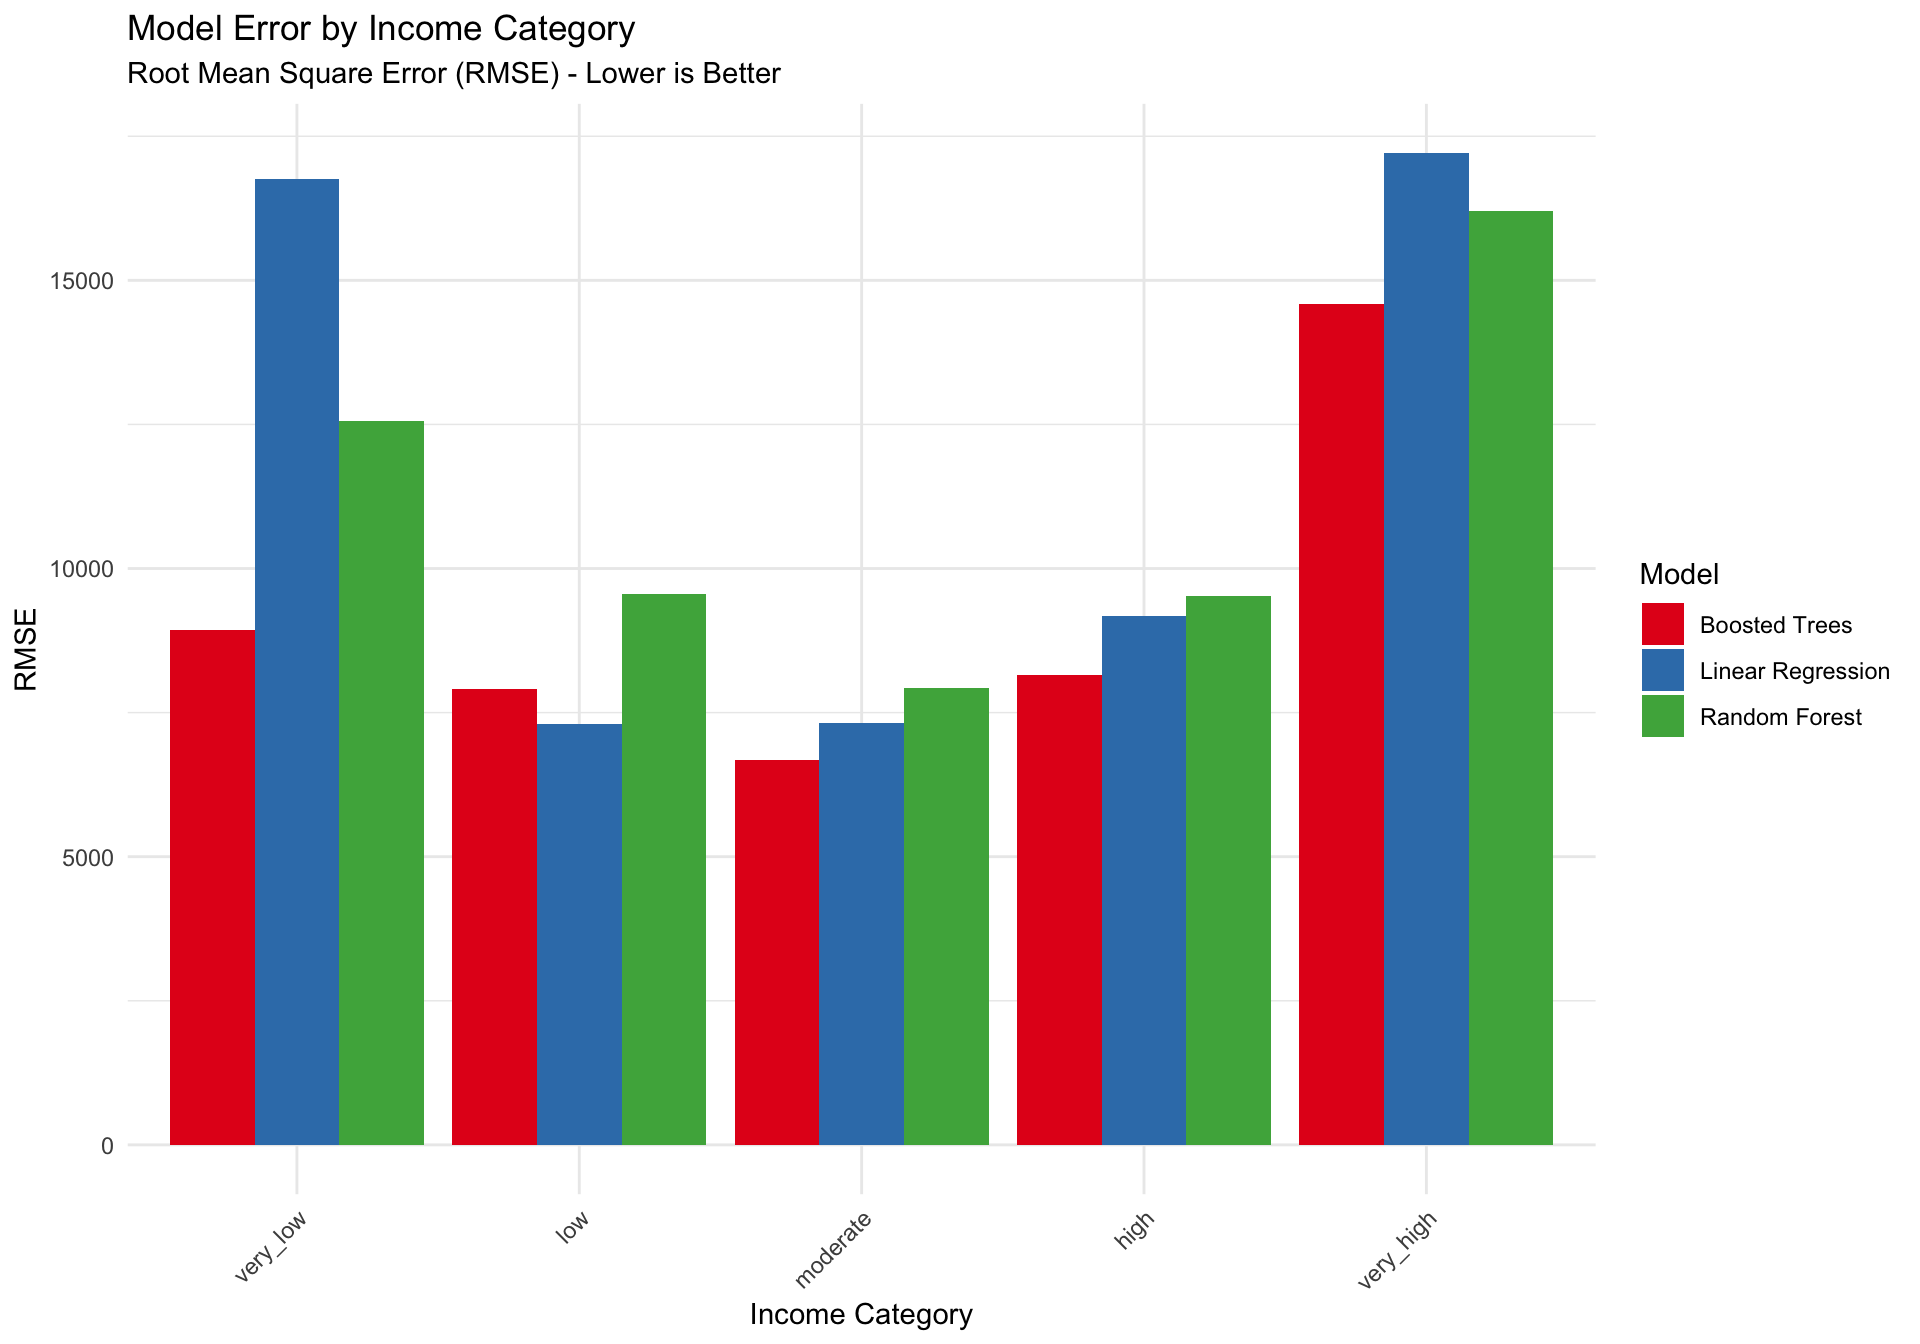 Model Error by Income Category
Root Mean Square Error (RMSE) - Lower is Better
RMSE
15000
10000
5000
0
very_low
low
moderate
high
very_high
Income Category
Model
Boosted Trees
Linear Regression
Random Forest